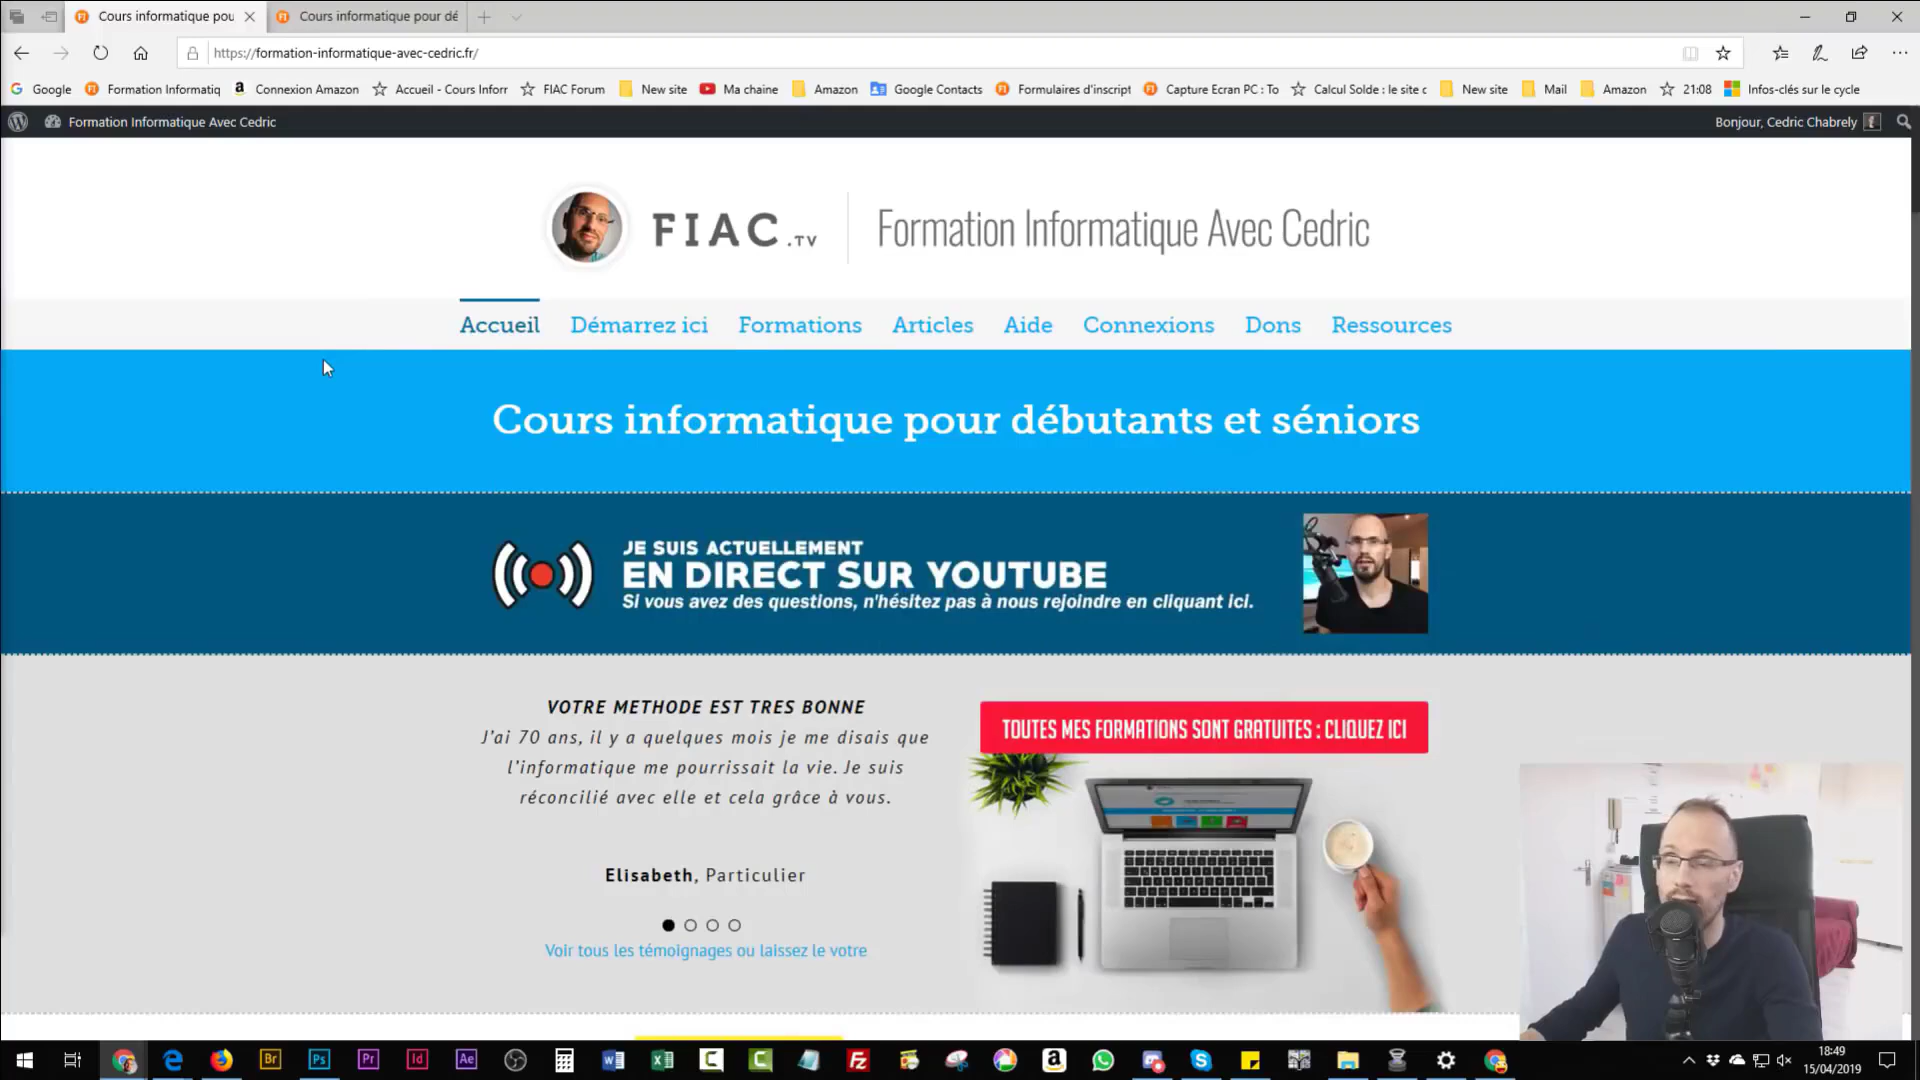 Cours informatique pou
Cours informatique pour dé
https://formation-informatique-avec-cedric.fr/
Google
Formation Informatiq
Connexion Amazon
Accueil - Cours Inforr
FIAC Forum
New site
Ma chaine
Amazon
Google Contacts
Formulaires d'inscript
Capture Ecran PC : To
Calcul Solde : le site c
New site
Mail
Amazon
21:08
Infos-clés sur le cycle
Formation Informatique Avec Cedric
Bonjour, Cedric Chabrely
FIAC.TV
Formation Informatique Avec Cedric
Accueil
Démarrez ici
Formations
Articles
Aide
Connexions
Dons
Ressources
Cours informatique pour débutants et séniors
JE SUIS ACTUELLEMENT
EN DIRECT SUR YOUTUBE
Si vous avez des questions, n'hésitez pas à nous rejoindre en cliquant ici.
VOTRE METHODE EST TRES BONNE
J'ai 70 ans, il y a quelques mois je me disais que
l'informatique me pourrissait la vie. Je suis
réconcilié avec elle et cela grâce à vous.
Elisabeth, Particulier
Voir tous les témoignages ou laissez le votre
TOUTES MES FORMATIONS SONT GRATUITES : CLIQUEZ ICI
Br
Ps
Pr
Id
Ae
18:49
15/04/2019